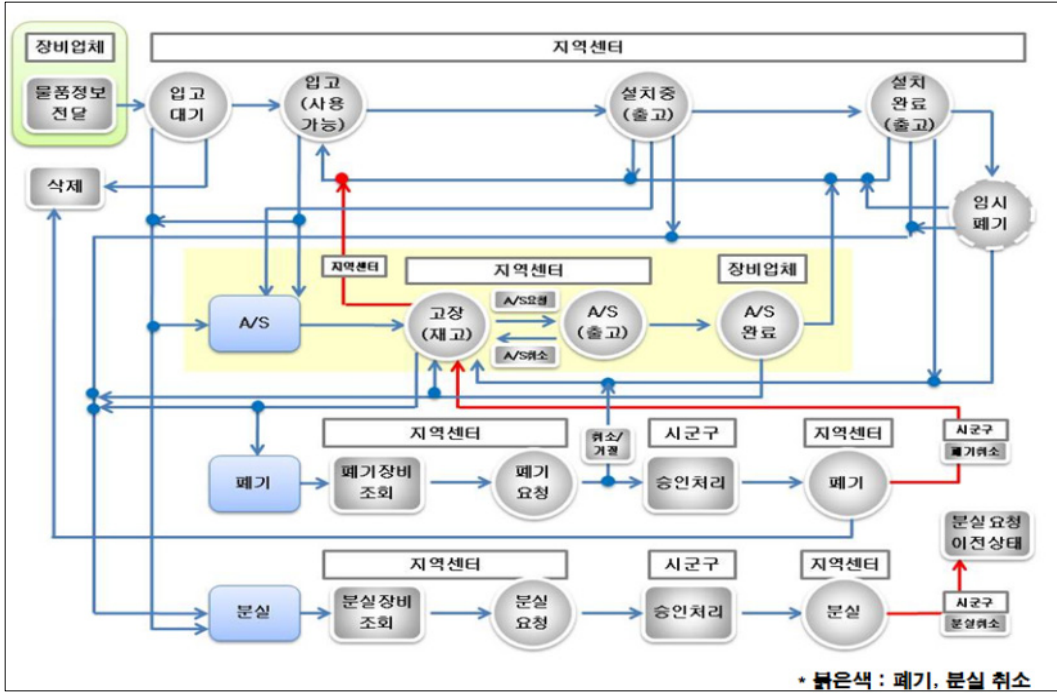 장비업체
지역센터
물품정보
전달
입고
대기
입고
(사용
가능)
설치중
(출고)
설치
완료
(출고)
삭제
임시
폐기
지역센터
지역센터
장비업체
A/S
고장
(재고)
A/S요청
A/S취소
A/S
(출고)
A/S
완료
지역센터
취소/
거절
시군구
지역센터
시군구
폐기취소
폐기
폐기장비
조회
폐기
요청
승인처리
폐기
분실요청
이전상태
지역센터
시군구
지역센터
분실
분실장비
조회
분실
요청
승인처리
분실
시군구
분실취소
* 붉은색 : 폐기, 분실 취소